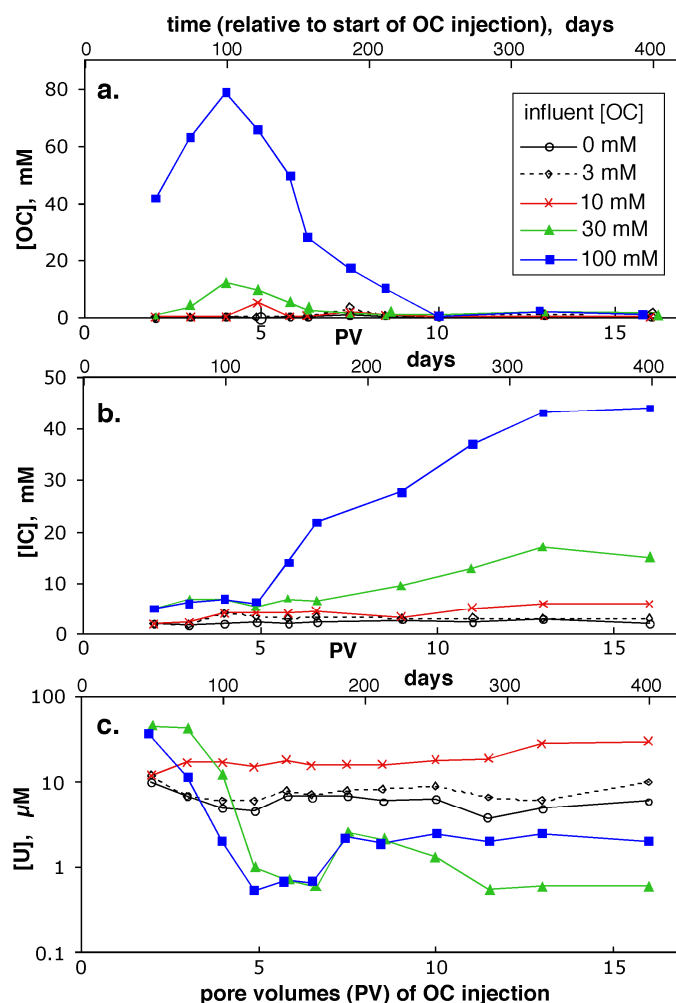 time (relative to start of OC injection), days
0 100 200 300 400
a.
80
60
40
20
0
[OC], mM
influent [OC]
0 mM
3 mM
10 mM
30 mM
100 mM
0 5 10 15
PV
days
0 100 200 300 400
b.
50
40
30
20
10
0
[IC], mM
0 5 10 15
PV
days
0 100 200 300 400
c.
100
10
1
0.1
[U], µM
0 5 10 15
pore volumes (PV) of OC injection